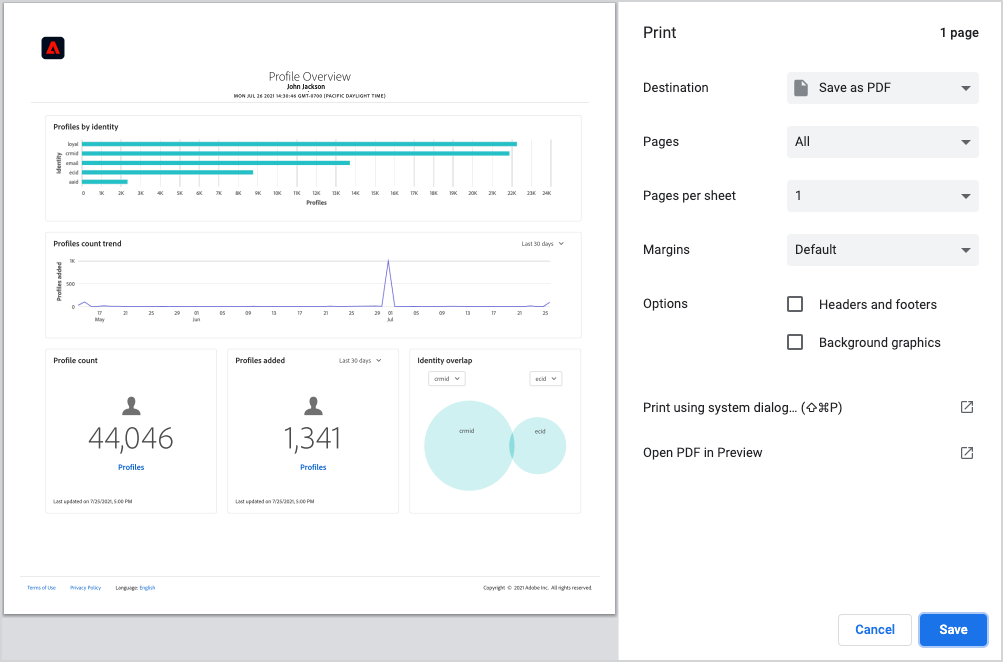 Profile Overview
John Jackson
MON JUL 26 2021 14:30:46 GMT-0700 (PACIFIC DAYLIGHT TIME)
Profiles by identity
Identity
loyal
crmid
email
ecid
aaid
0 1K 2K 3K 4K 5K 6K 7K 8K 9K 10K 11K 12K 13K 14K 15K 16K 17K 18K 19K 20K 21K 22K 23K 24K
Profiles
Profiles count trend
Last 30 days
Profiles added
1K
500
0
17 21 25 29 01 05 09 13 17 21 25 29 01 05 09 13 17 21 25
May Jun Jul
Profile count
44,046
Profiles
Last updated on 7/25/2021, 5:00 PM
Profiles added
Last 30 days
1,341
Profiles
Last updated on 7/25/2021, 5:00 PM
Identity overlap
crmid
ecid
crmid
ecid
Terms of Use Privacy Policy Language: English
Copyright © 2021 Adobe Inc. All rights reserved.
Print
1 page
Destination
Save as PDF
Pages
All
Pages per sheet
1
Margins
Default
Options
Headers and footers
Background graphics
Print using system dialog... (⇧⌘P)
Open PDF in Preview
Cancel
Save